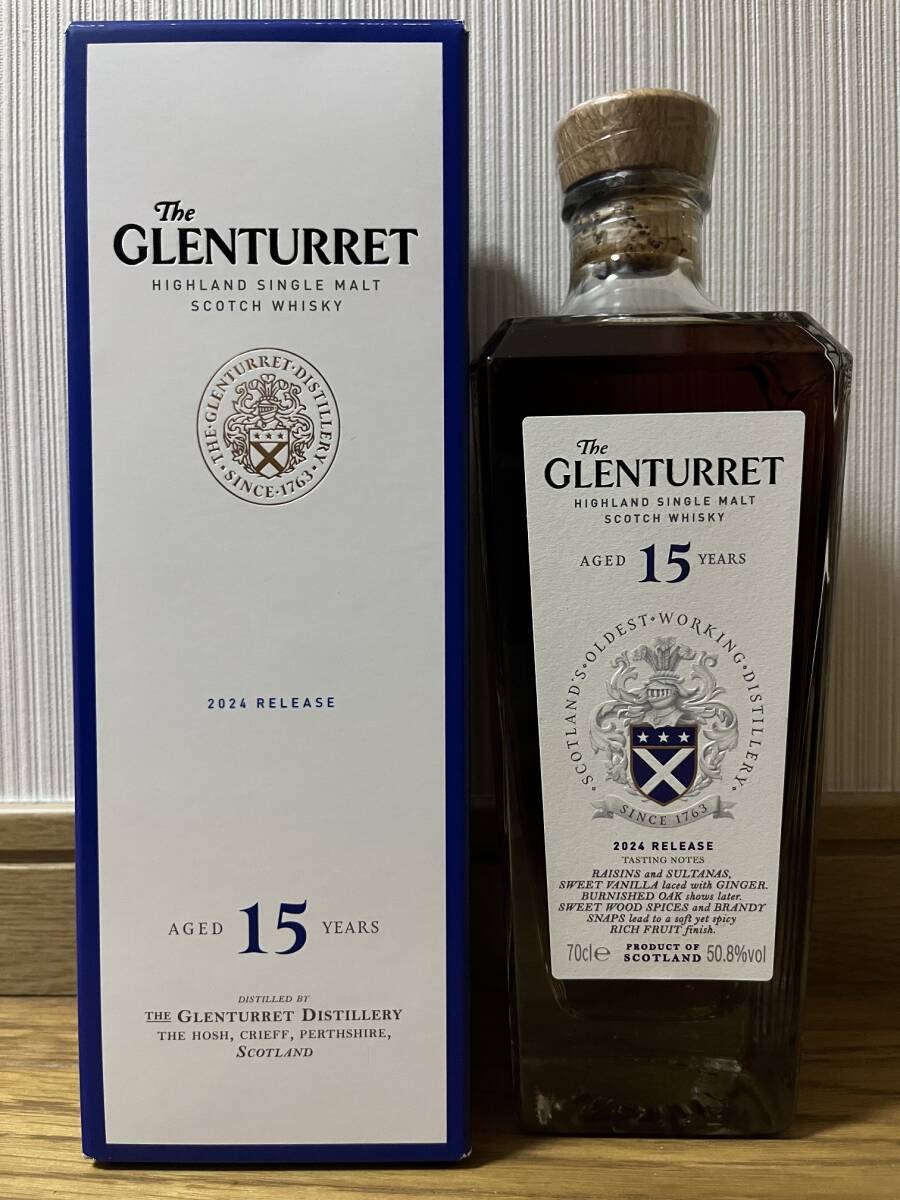 The
GLENTURRET
HIGHLAND SINGLE MALT
SCOTCH WHISKY
THE·GLENTURRET·DISTILLERY
·SINCE·1763·
2024 RELEASE
AGED 15 YEARS
DISTILLED BY
THE GLENTURRET DISTILLERY
THE HOSH, CRIEFF, PERTHSHIRE,
SCOTLAND
The
GLENTURRET
HIGHLAND SINGLE MALT
SCOTCH WHISKY
AGED 15 YEARS
·SCOTLAND'S·OLDEST·WORKING·DISTILLERY·
SINCE 1763
2024 RELEASE
TASTING NOTES
RAISINS and SULTANAS,
SWEET VANILLA laced with GINGER.
BURNISHED OAK shows later.
SWEET WOOD SPICES and BRANDY
SNAPS lead to a soft yet spicy
RICH FRUIT finish.
70cl℮ PRODUCT OF SCOTLAND 50.8%vol